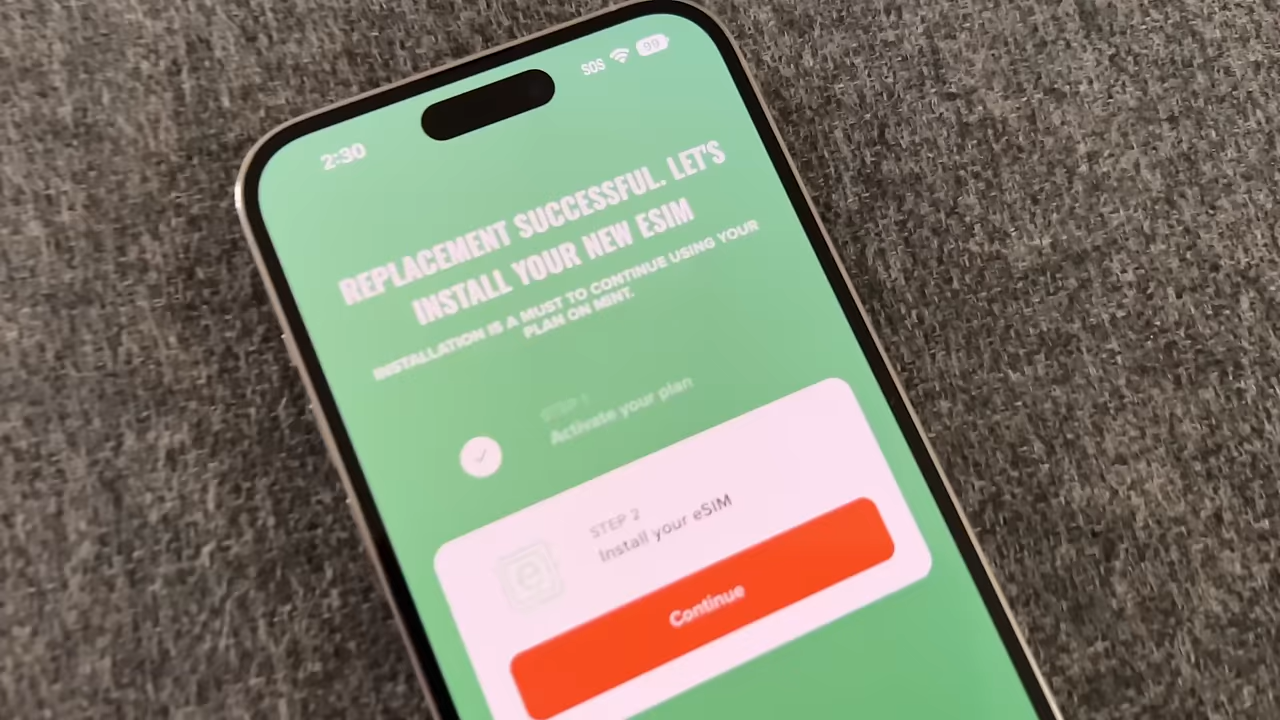 2:30
SOS
99
REPLACEMENT SUCCESSFUL. LET'S
INSTALL YOUR NEW ESIM
INSTALLATION IS A MUST TO CONTINUE USING YOUR
PLAN ON MINT.
STEP 1
Activate your plan
STEP 2
Install your eSIM
e
Continue